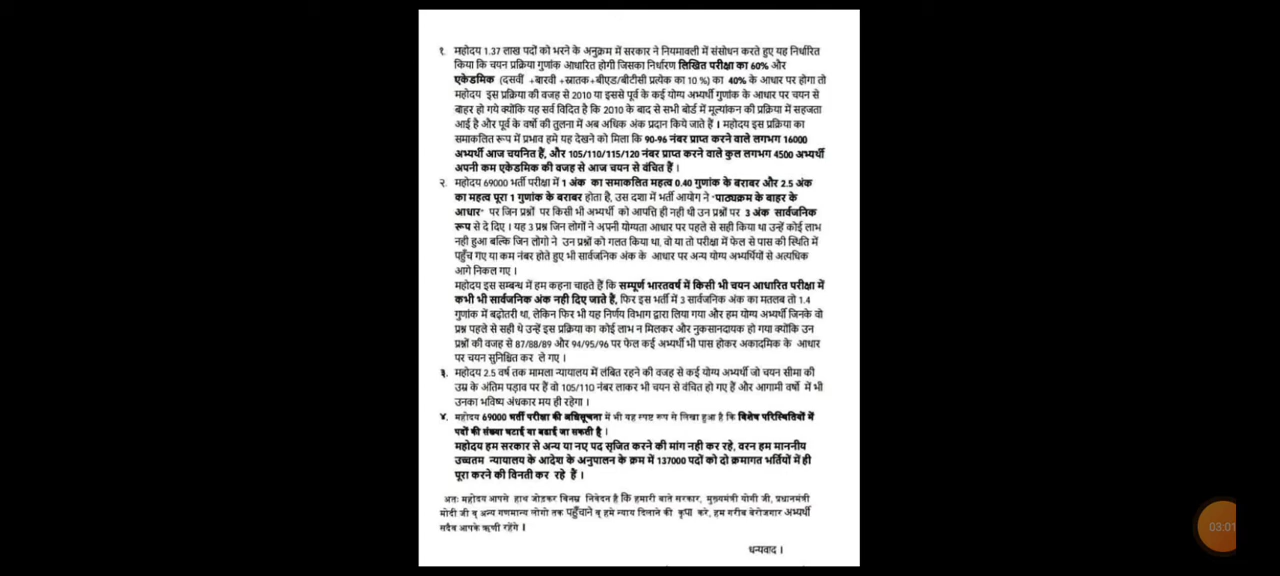 १. महोदय 1.37 लाख पदों को भरने के अनुक्रम में सरकार ने नियमावली में संसोधन करते हुए यह निर्धारित
किया कि चयन प्रक्रिया गुणांक आधारित होगी जिसका निर्धारण लिखित परीक्षा का 60% और
एकेडमिक (दसवीं +बारवी +स्नातक+बीएड/बीटीसी प्रत्येक का 10 %) का 40% के आधार पर होगा तो
महोदय इस प्रक्रिया की वजह से 2010 या इससे पूर्व के कई योग्य अभ्यर्थी गुणांक के आधार पर चयन से
बाहर हो गये क्योंकि यह सर्व विदित है कि 2010 के बाद से सभी बोर्ड में मूल्यांकन की प्रक्रिया में सहजता
आई है और पूर्व के वर्षो की तुलना में अब अधिक अंक प्रदान किये जाते हैं । महोदय इस प्रक्रिया का
समाकलित रूप में प्रभाव हमे यह देखने को मिला कि 90-96 नंबर प्राप्त करने वाले लगभग 16000
अभ्यर्थी आज चयनित हैं, और 105/110/115/120 नंबर प्राप्त करने वाले कुल लगभग 4500 अभ्यर्थी
अपनी कम एकेडमिक की वजह से आज चयन से वंचित हैं ।
२. महोदय 69000 भर्ती परीक्षा में 1 अंक का समाकलित महत्व 0.40 गुणांक के बराबर और 2.5 अंक
का महत्व पूरा 1 गुणांक के बराबर होता है, उस दशा में भर्ती आयोग ने "पाठ्यक्रम के बाहर के
आधार" पर जिन प्रश्नों पर किसी भी अभ्यर्थी को आपत्ति ही नही थी उन प्रश्नों पर 3 अंक सार्वजनिक
रूप से दे दिए । यह 3 प्रश्न जिन लोगों ने अपनी योग्यता आधार पर पहले से सही किया था उन्हें कोई लाभ
नही हुआ बल्कि जिन लोगो ने उन प्रश्नों को गलत किया था, वो या तो परीक्षा में फेल से पास की स्थिति में
पहुँच गए या कम नंबर होते हुए भी सार्वजनिक अंक के आधार पर अन्य योग्य अभ्यर्थियों से अत्यधिक
आगे निकल गए ।
महोदय इस सम्बन्ध में हम कहना चाहते हैं कि सम्पूर्ण भारतवर्ष में किसी भी चयन आधारित परीक्षा में
कभी भी सार्वजनिक अंक नही दिए जाते हैं, फिर इस भर्ती में 3 सार्वजनिक अंक का मतलब तो 1.4
गुणांक में बढ़ोतरी था, लेकिन फिर भी यह निर्णय विभाग द्वारा लिया गया और हम योग्य अभ्यर्थी जिनके वो
प्रश्न पहले से सही थे उन्हें इस प्रक्रिया का कोई लाभ न मिलकर और नुकसानदायक हो गया क्योंकि उन
प्रश्नों की वजह से 87/88/89 और 94/95/96 पर फेल कई अभ्यर्थी भी पास होकर अकादमिक के आधार
पर चयन सुनिश्चित कर ले गए ।
३. महोदय 2.5 वर्ष तक मामला न्यायालय में लंबित रहने की वजह से कई योग्य अभ्यर्थी जो चयन सीमा की
उम्र के अंतिम पड़ाव पर हैं वो 105/110 नंबर लाकर भी चयन से वंचित हो गए हैं और आगामी वर्षो में भी
उनका भविष्य अंधकार मय ही रहेगा ।
४. महोदय 69000 भर्ती परीक्षा की अधिसूचना में भी यह स्पष्ट रूप से लिखा हुआ है कि विशेष परिस्थितियों में
पदों की संख्या घटाई या बढाई जा सकती है ।
महोदय हम सरकार से अन्य या नए पद सृजित करने की मांग नही कर रहे, वरन हम माननीय
उच्चतम न्यायालय के आदेश के अनुपालन के क्रम में 137000 पदों को दो क्रमागत भर्तियों में ही
पूरा करने की विनती कर रहे हैं ।
अतः महोदय आपसे हाथ जोड़कर विनम्र निवेदन है कि हमारी बाते सरकार, मुख्यमंत्री योगी जी, प्रधानमंत्री
मोदी जी व् अन्य गणमान्य लोगो तक पहुँचाने व् हमे न्याय दिलाने की कृपा करे, हम गरीब बेरोजगार अभ्यर्थी
सदैव आपके ऋणी रहेंगे ।
धन्यवाद ।
03:01